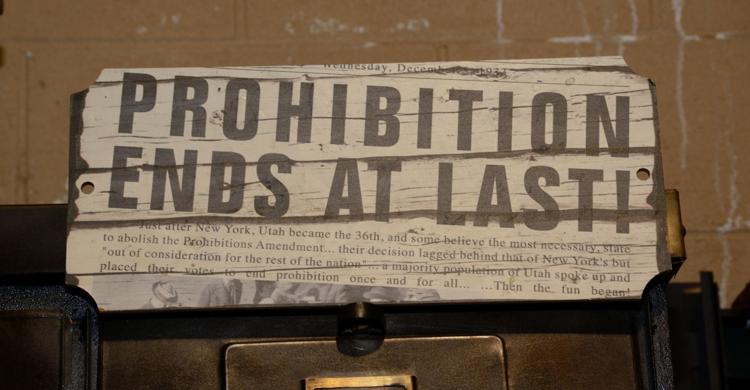 Wednesday, December
PROHIBITION
ENDS AT LAST!
Just after New York, Utah became the 36th, and some believe the most necessary, state
to abolish the Prohibitions Amendment... their decision lagged behind that of New York's but
"out of consideration for the rest of the nation"... a majority population of Utah spoke up and
placed their votes to end prohibition once and for all... ...Then the fun began!